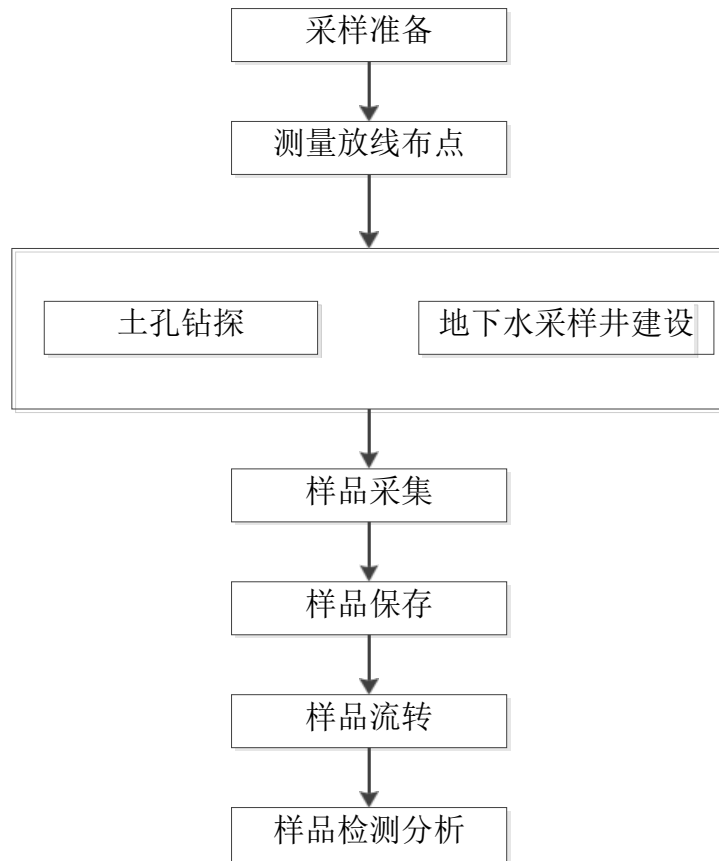 采样准备
测量放线布点
土孔钻探
地下水采样井建设
样品采集
样品保存
样品流转
样品检测分析